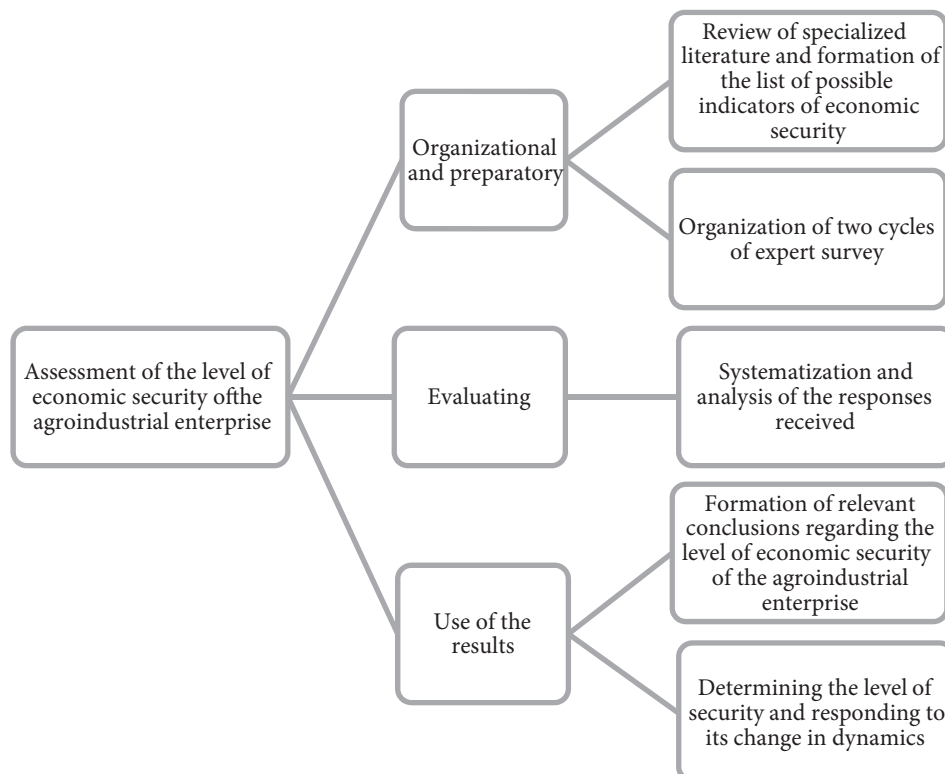 Assessment of the level of
economic security ofthe
agroindustrial enterprise
Organizational
and preparatory
Review of specialized
literature and formation of
the list of possible
indicators of economic
security
Organization of two cycles
of expert survey
Evaluating
Systematization and
analysis of the responses
received
Use of the
results
Formation of relevant
conclusions regarding the
level of economic security
of the agroindustrial
enterprise
Determining the level of
security and responding to
its change in dynamics